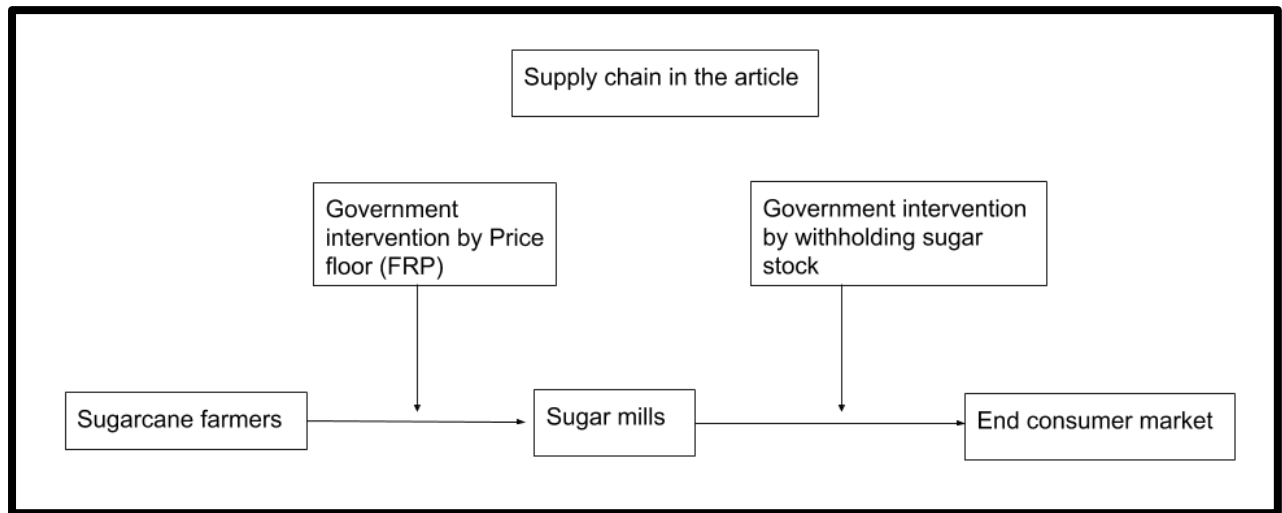 Supply chain in the article
Government
intervention by Price
floor (FRP)
Government intervention
by withholding sugar
stock
Sugarcane farmers
Sugar mills
End consumer market